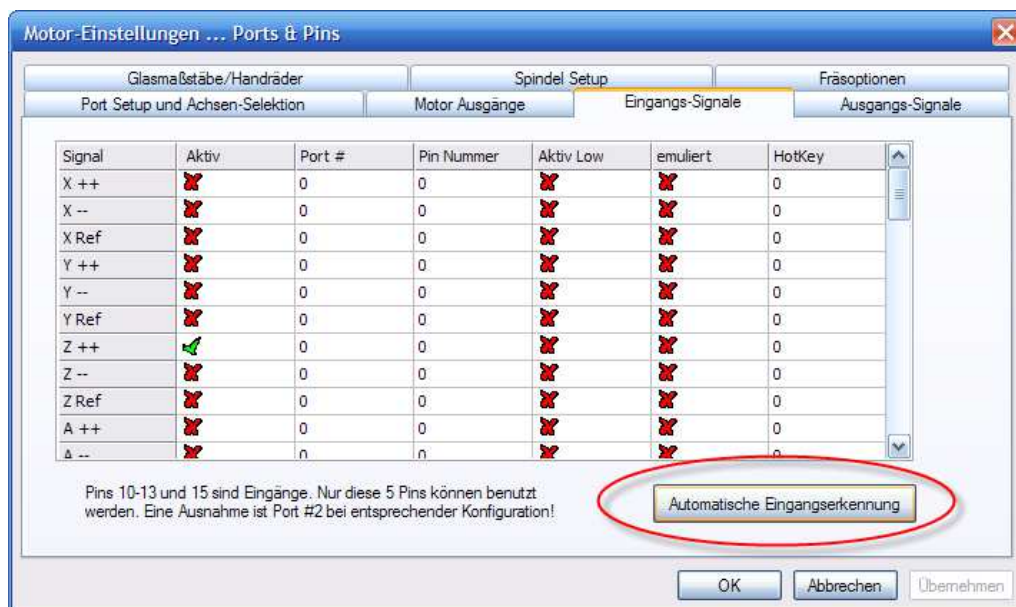 Motor-Einstellungen ... Ports & Pins
Glasmaßstäbe/Handräder Spindel Setup Fräsoptionen
Port Setup und Achsen-Selektion Motor Ausgänge Eingangs-Signale Ausgangs-Signale
Signal Aktiv Port # Pin Nummer Aktiv Low emuliert HotKey
X ++ 0 0 0
X -- 0 0 0
X Ref 0 0 0
Y ++ 0 0 0
Y -- 0 0 0
Y Ref 0 0 0
Z ++ 0 0 0
Z -- 0 0 0
Z Ref 0 0 0
A ++ 0 0 0
A -- 0 0 0
Pins 10-13 und 15 sind Eingänge. Nur diese 5 Pins können benutzt
werden. Eine Ausnahme ist Port #2 bei entsprechender Konfiguration!
Automatische Eingangserkennung
OK Abbrechen Übernehmen